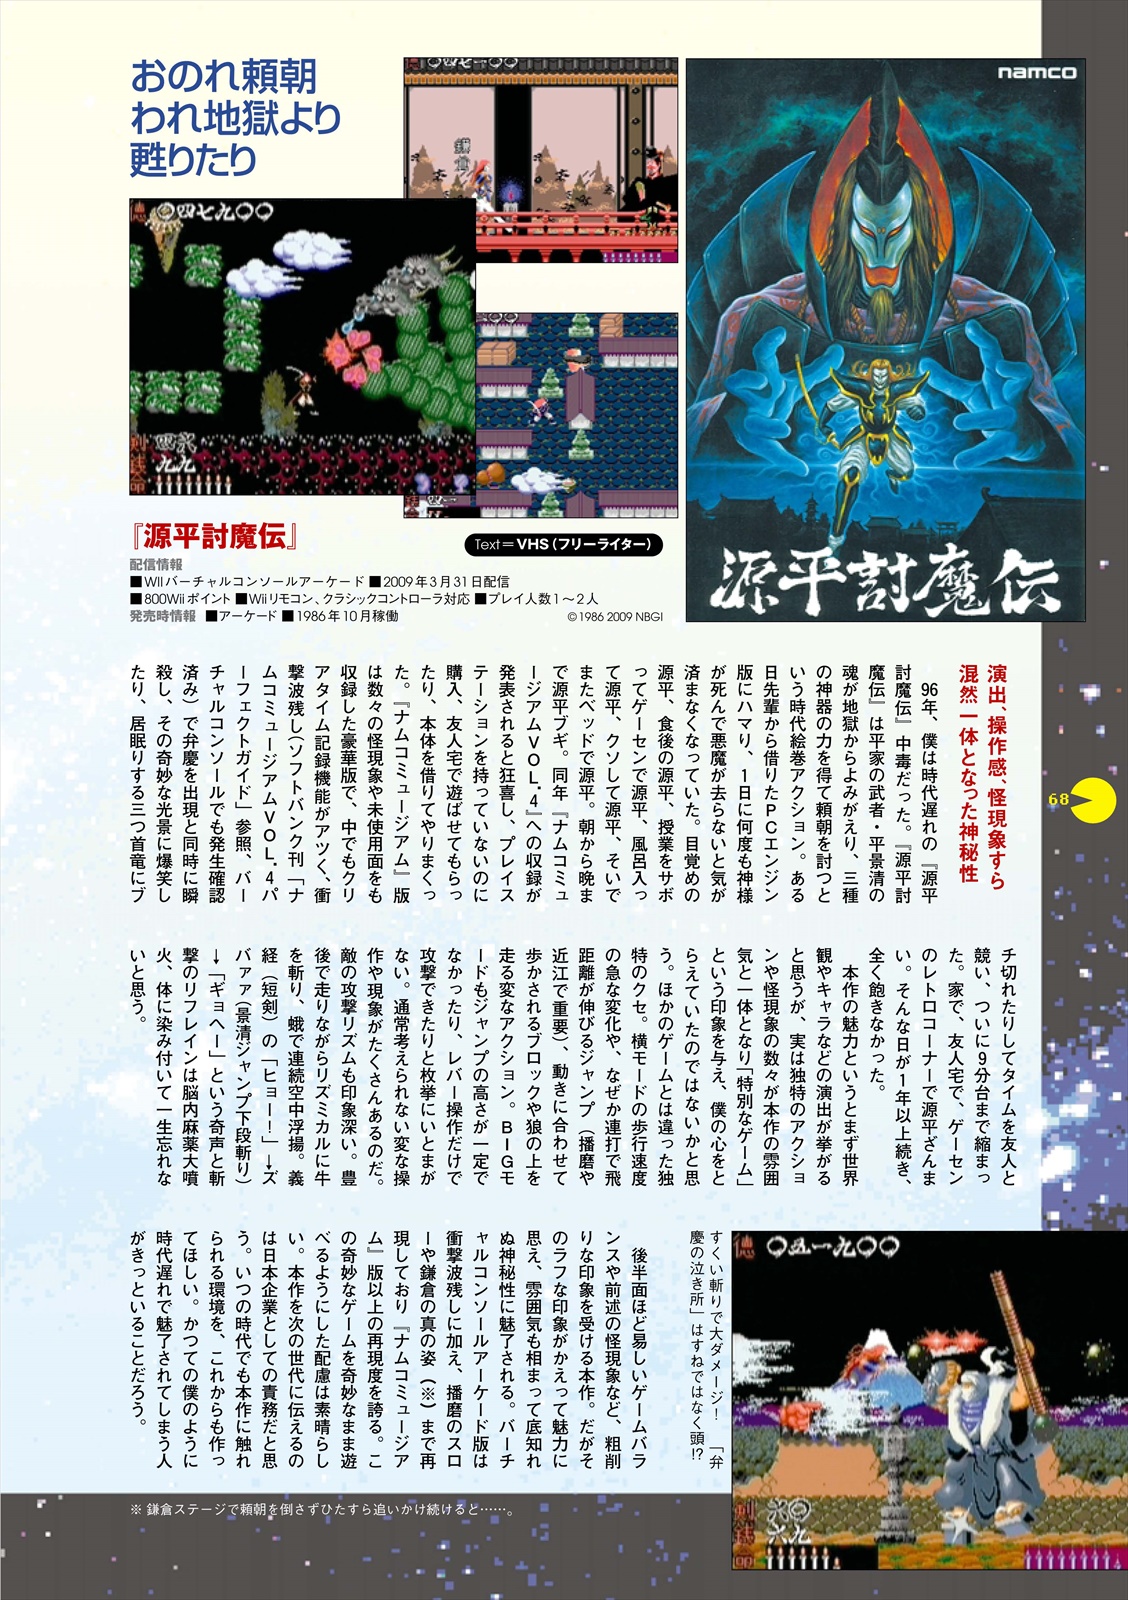 おのれ頼朝
われ地獄より
甦りたり
namco
源平討魔伝
鎌倉
『源平討魔伝』
Text=VHS(フリーライター)
配信情報
■WIIバーチャルコンソールアーケード ■2009年3月31日配信
■800Wiiポイント ■Wiiリモコン、クラシックコントローラ対応 ■プレイ人数1〜2人
発売時情報 ■アーケード ■1986年10月稼働
©1986 2009 NBGI
演出、操作感、怪現象すら
混然一体となった神秘性
96年、僕は時代遅れの『源平
討魔伝』中毒だった。『源平討
魔伝』は平家の武者・平景清の
魂が地獄からよみがえり、三種
の神器の力を得て頼朝を討つと
いう時代絵巻アクション。ある
日先輩から借りたPCエンジン
版にハマり、1日に何度も神様
が死んで悪魔が去らないと気が
済まなくなっていた。目覚めの
源平、食後の源平、授業をサボ
ってゲーセンで源平、風呂入っ
て源平、クソして源平、そいで
またベッドで源平。朝から晩ま
で源平ブギ。同年『ナムコミュ
ージアムVOL.4』への収録が
発表されると狂喜し、プレイス
テーションを持っていないのに
購入、友人宅で遊ばせてもらっ
たり、本体を借りてやりまくっ
た。『ナムコミュージアム』版
は数々の怪現象や未使用面をも
収録した豪華版で、中でもクリ
アタイム記録機能がアツく、衝
撃波残し(ソフトバンク刊「ナ
ムコミュージアムVOL.4パ
ーフェクトガイド」参照、バー
チャルコンソールでも発生確認
済み)で弁慶を出現と同時に瞬
殺し、その奇妙な光景に爆笑し
たり、居眠りする三つ首竜にブ
68
チ切れたりしてタイムを友人と
競い、ついに9分台まで縮まっ
た。家で、友人宅で、ゲーセン
のレトロコーナーで源平ざんま
い。そんな日が1年以上続き、
全く飽きなかった。
本作の魅力というとまず世界
観やキャラなどの演出が挙がる
と思うが、実は独特のアクショ
ンや怪現象の数々が本作の雰囲
気と一体となり「特別なゲーム」
という印象を与え、僕の心をと
らえていたのではないかと思
う。ほかのゲームとは違った独
特のクセ。横モードの歩行速度
の急な変化や、なぜか連打で飛
距離が伸びるジャンプ(播磨や
近江で重要)、動きに合わせて
歩かされるブロックや狼の上を
走る変なアクション。BIGモ
ードもジャンプの高さが一定で
なかったり、レバー操作だけで
攻撃できたりと枚挙にいとまが
ない。通常考えられない変な操
作や現象がたくさんあるのだ。
敵の攻撃リズムも印象深い。豊
後で走りながらリズミカルに牛
を斬り、蛾で連続空中浮揚。義
経(短剣)の「ヒョー!」→ズ
バァァ(景清ジャンプ下段斬り)
→「ギョヘー」という奇声と斬
撃のリフレインは脳内麻薬大噴
火、体に染み付いて一生忘れな
いと思う。
すくい斬りで大ダメージ! 「弁
慶の泣き所」はすねではなく頭!?
後半面ほど易しいゲームバラ
ンスや前述の怪現象など、粗削
りな印象を受ける本作。だがそ
のラフな印象がかえって魅力に
思え、雰囲気も相まって底知れ
ぬ神秘性に魅了される。バーチ
ャルコンソールアーケード版は
衝撃波残しに加え、播磨のスロ
ーや鎌倉の真の姿(※)まで再
現しており『ナムコミュージア
ム』版以上の再現度を誇る。こ
の奇妙なゲームを奇妙なまま遊
べるようにした配慮は素晴らし
い。本作を次の世代に伝えるの
は日本企業としての責務だと思
う。いつの時代でも本作に触れ
られる環境を、これからも作っ
てほしい。かつての僕のように
時代遅れで魅了されてしまう人
がきっといることだろう。
※ 鎌倉ステージで頼朝を倒さずひたすら追いかけ続けると……。